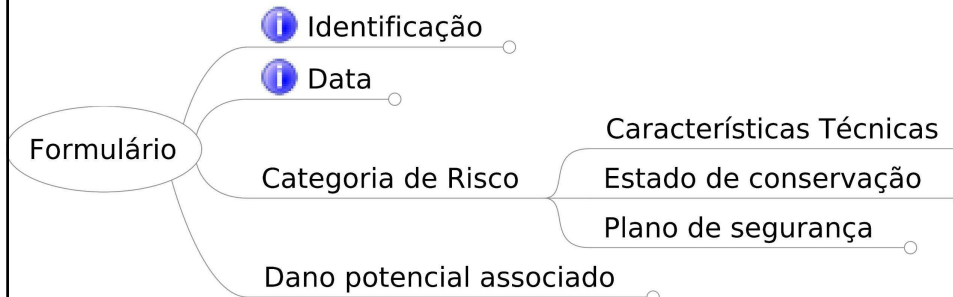 Identificação
Data
Formulário
Categoria de Risco
Características Técnicas
Estado de conservação
Plano de segurança
Dano potencial associado